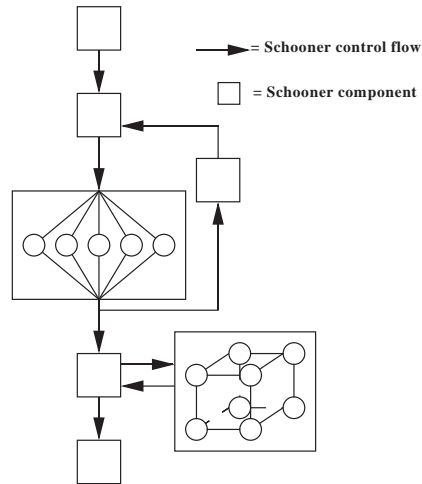 = Schooner control flow
= Schooner component